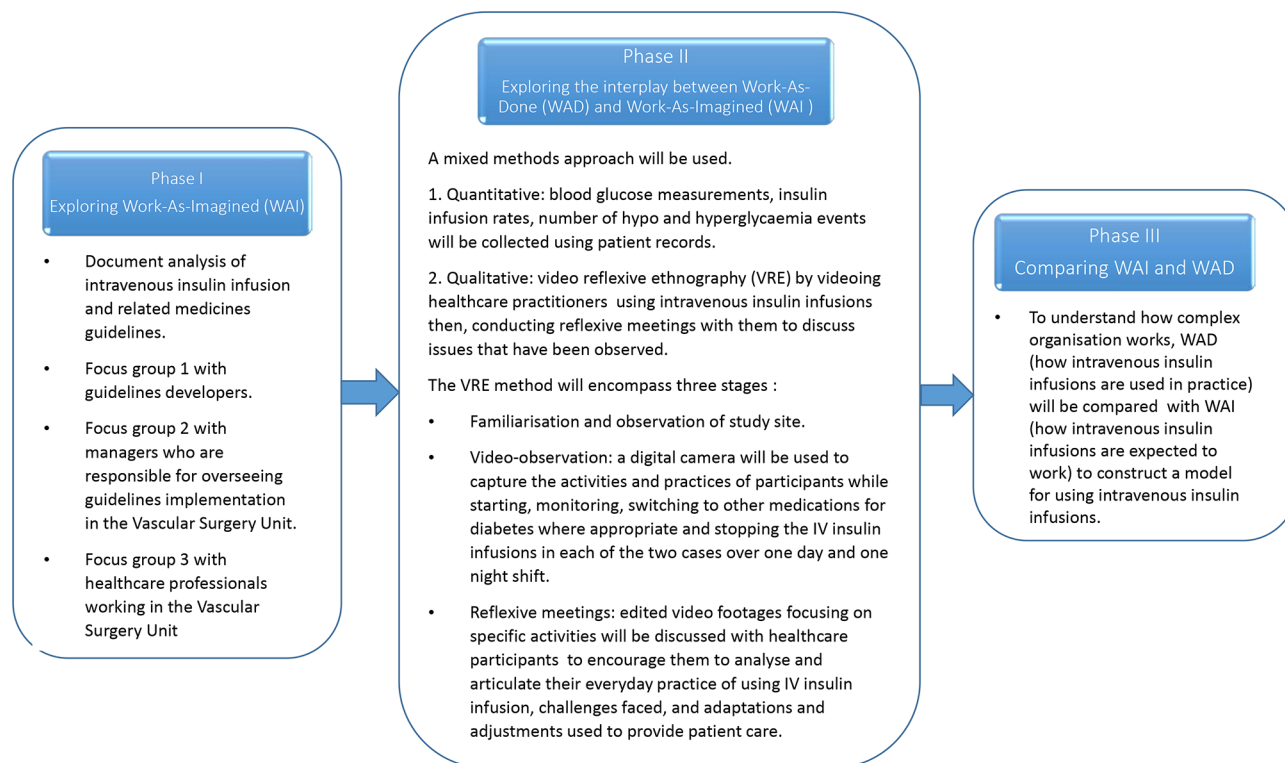 Phase I
Exploring Work-As-Imagined (WAI)
• Document analysis of
intravenous insulin infusion
and related medicines
guidelines.
• Focus group 1 with
guidelines developers.
• Focus group 2 with
managers who are
responsible for overseeing
guidelines implementation
in the Vascular Surgery Unit.
• Focus group 3 with
healthcare professionals
working in the Vascular
Surgery Unit
Phase II
Exploring the interplay between Work-As-
Done (WAD) and Work-As-Imagined (WAI )
A mixed methods approach will be used.
1. Quantitative: blood glucose measurements, insulin
infusion rates, number of hypo and hyperglycaemia events
will be collected using patient records.
2. Qualitative: video reflexive ethnography (VRE) by videoing
healthcare practitioners using intravenous insulin infusions
then, conducting reflexive meetings with them to discuss
issues that have been observed.
The VRE method will encompass three stages :
• Familiarisation and observation of study site.
• Video-observation: a digital camera will be used to
capture the activities and practices of participants while
starting, monitoring, switching to other medications for
diabetes where appropriate and stopping the IV insulin
infusions in each of the two cases over one day and one
night shift.
• Reflexive meetings: edited video footages focusing on
specific activities will be discussed with healthcare
participants to encourage them to analyse and
articulate their everyday practice of using IV insulin
infusion, challenges faced, and adaptations and
adjustments used to provide patient care.
Phase III
Comparing WAI and WAD
• To understand how complex
organisation works, WAD
(how intravenous insulin
infusions are used in practice)
will be compared with WAI
(how intravenous insulin
infusions are expected to
work) to construct a model
for using intravenous insulin
infusions.